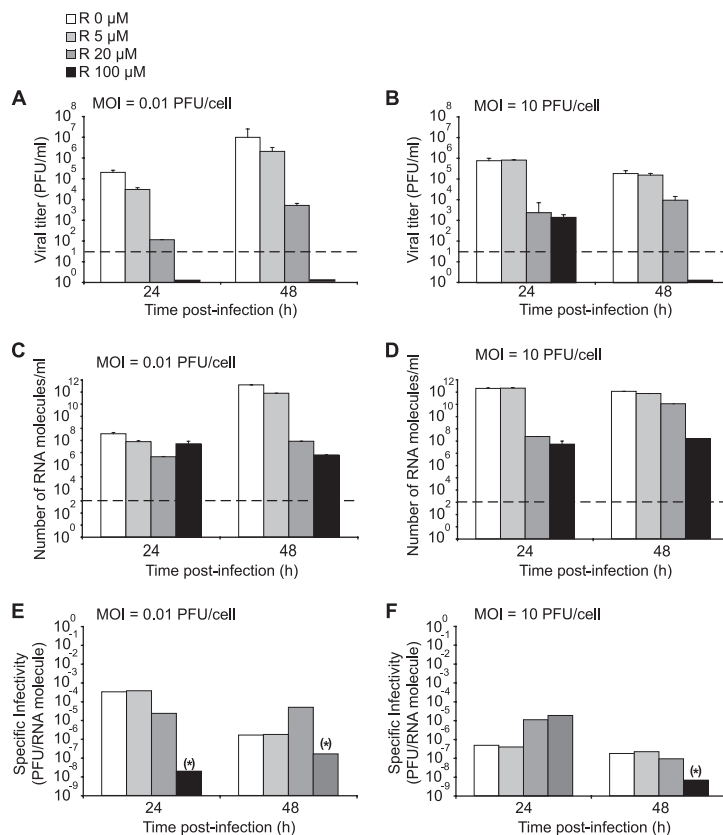 R 0 µM
R 5 µM
R 20 µM
R 100 µM
A
MOI = 0.01 PFU/cell
Viral titer (PFU/ml)
10^8
10^7
10^6
10^5
10^4
10^3
10^2
10^1
10^0
24
48
Time post-infection (h)
B
MOI = 10 PFU/cell
Viral titer (PFU/ml)
10^8
10^7
10^6
10^5
10^4
10^3
10^2
10^1
10^0
24
48
Time post-infection (h)
C
MOI = 0.01 PFU/cell
Number of RNA molecules/ml
10^12
10^10
10^8
10^6
10^4
10^2
10^0
24
48
Time post-infection (h)
D
MOI = 10 PFU/cell
Number of RNA molecules/ml
10^12
10^10
10^8
10^6
10^4
10^2
10^0
24
48
Time post-infection (h)
E
MOI = 0.01 PFU/cell
Specific Infectivity
(PFU/RNA molecule)
10^0
10^-1
10^-2
10^-3
10^-4
10^-5
10^-6
10^-7
10^-8
10^-9
(*)
(*)
24
48
Time post-infection (h)
F
MOI = 10 PFU/cell
Specific Infectivity
(PFU/RNA molecule)
10^0
10^-1
10^-2
10^-3
10^-4
10^-5
10^-6
10^-7
10^-8
10^-9
(*)
24
48
Time post-infection (h)